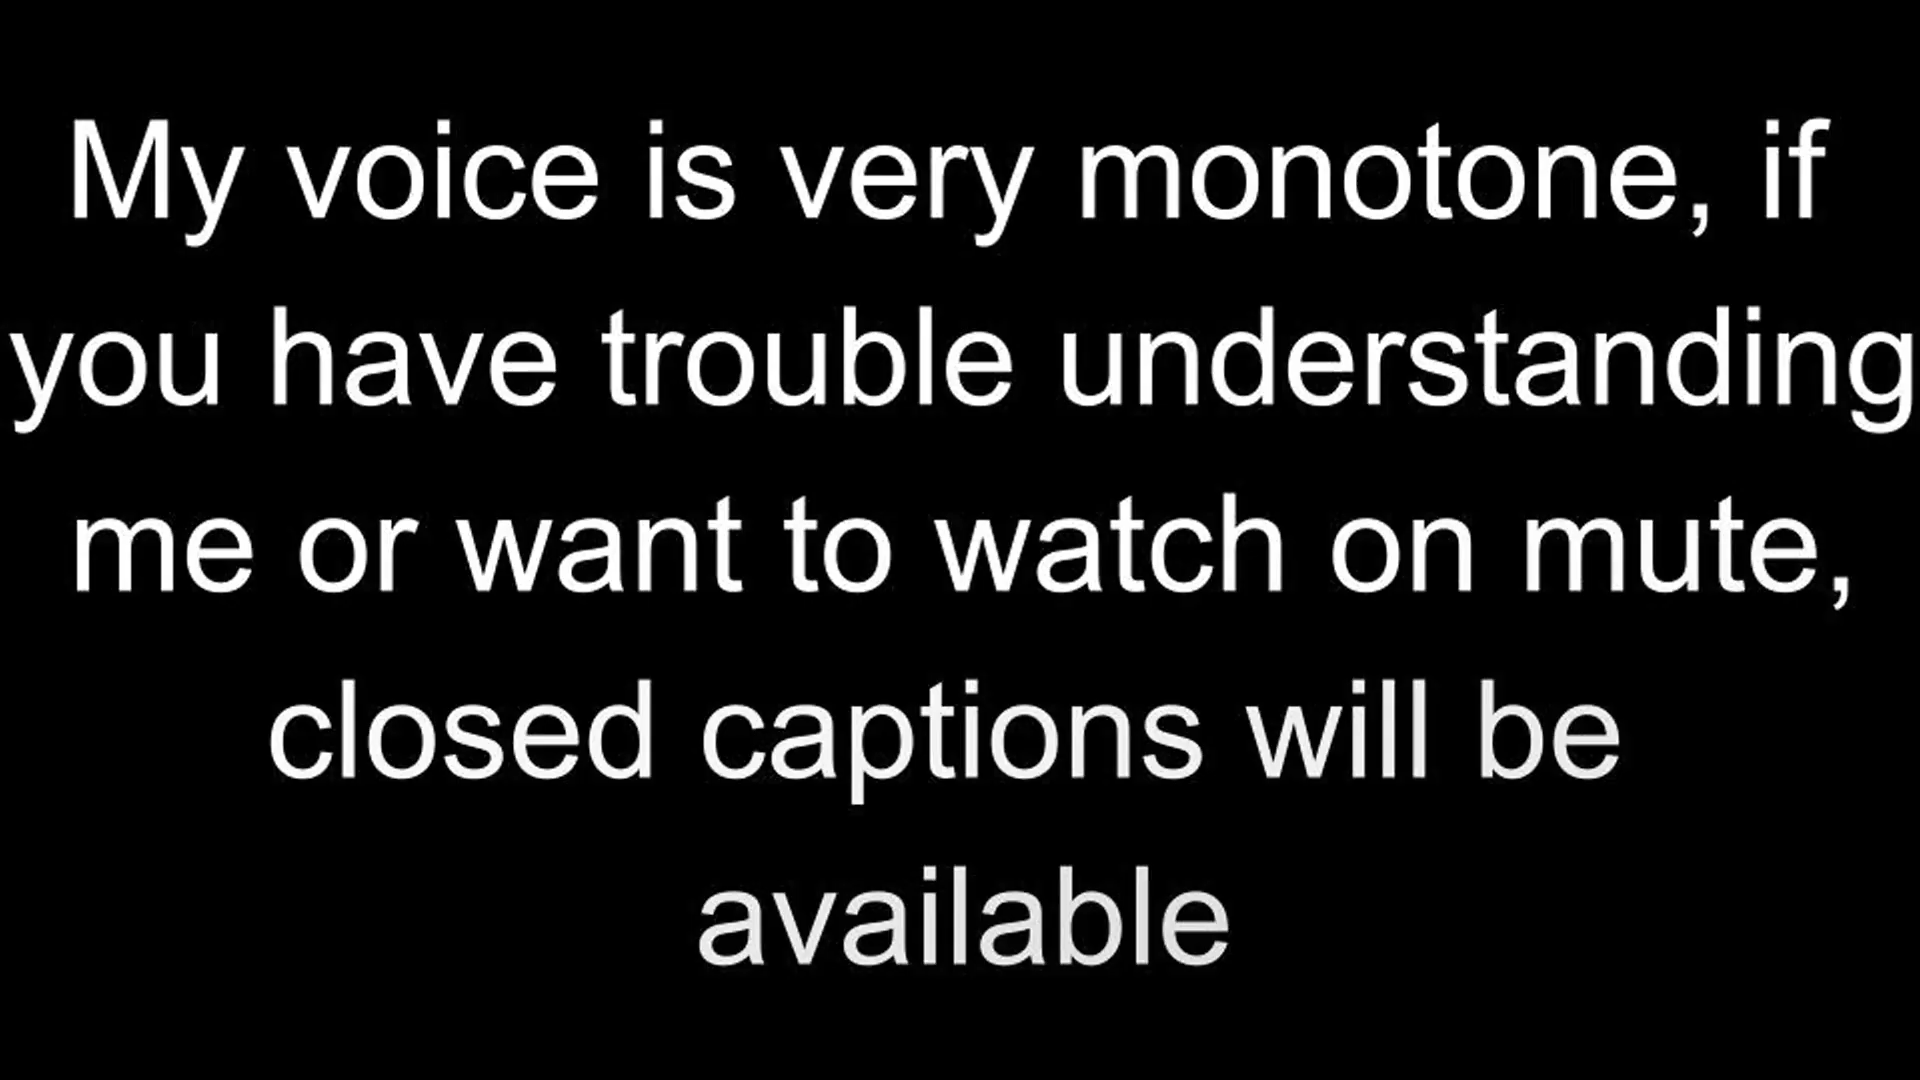 My voice is very monotone, if
you have trouble understanding
me or want to watch on mute,
closed captions will be
available